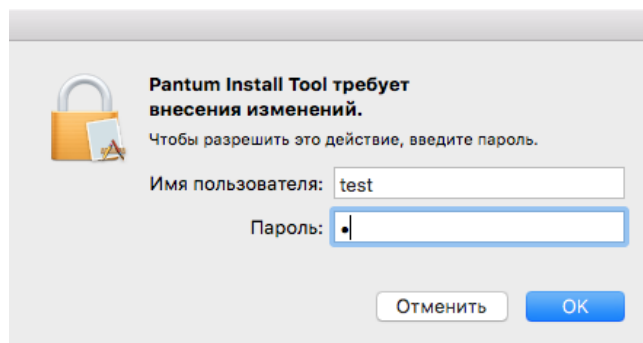 Pantum Install Tool требует
внесения изменений.
Чтобы разрешить это действие, введите пароль.
Имя пользователя: test
Пароль: •
Отменить OK